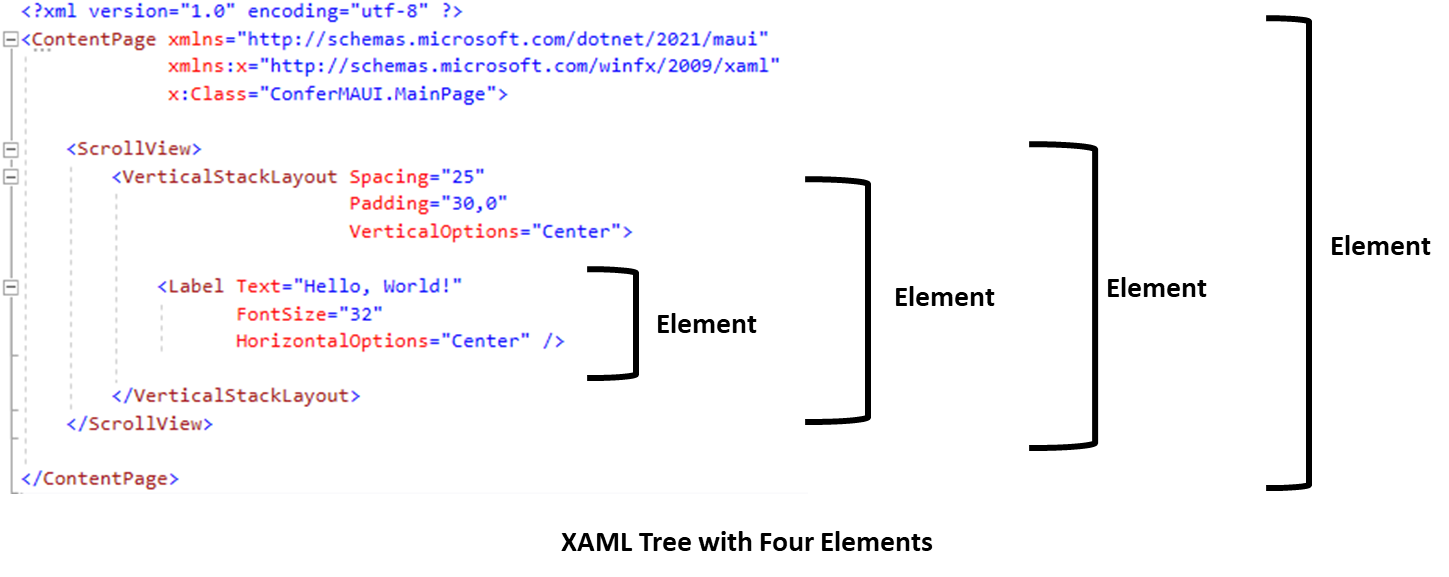 <?xml version="1.0" encoding="utf-8" ?>
<ContentPage xmlns="http://schemas.microsoft.com/dotnet/2021/maui"
xmlns:x="http://schemas.microsoft.com/winfx/2009/xaml"
x:Class="ConferMAUI.MainPage">
<ScrollView>
<VerticalStackLayout Spacing="25"
Padding="30,0"
VerticalOptions="Center">
<Label Text="Hello, World!"
FontSize="32"
HorizontalOptions="Center" />
</VerticalStackLayout>
</ScrollView>
</ContentPage>
Element
Element
Element
Element
XAML Tree with Four Elements